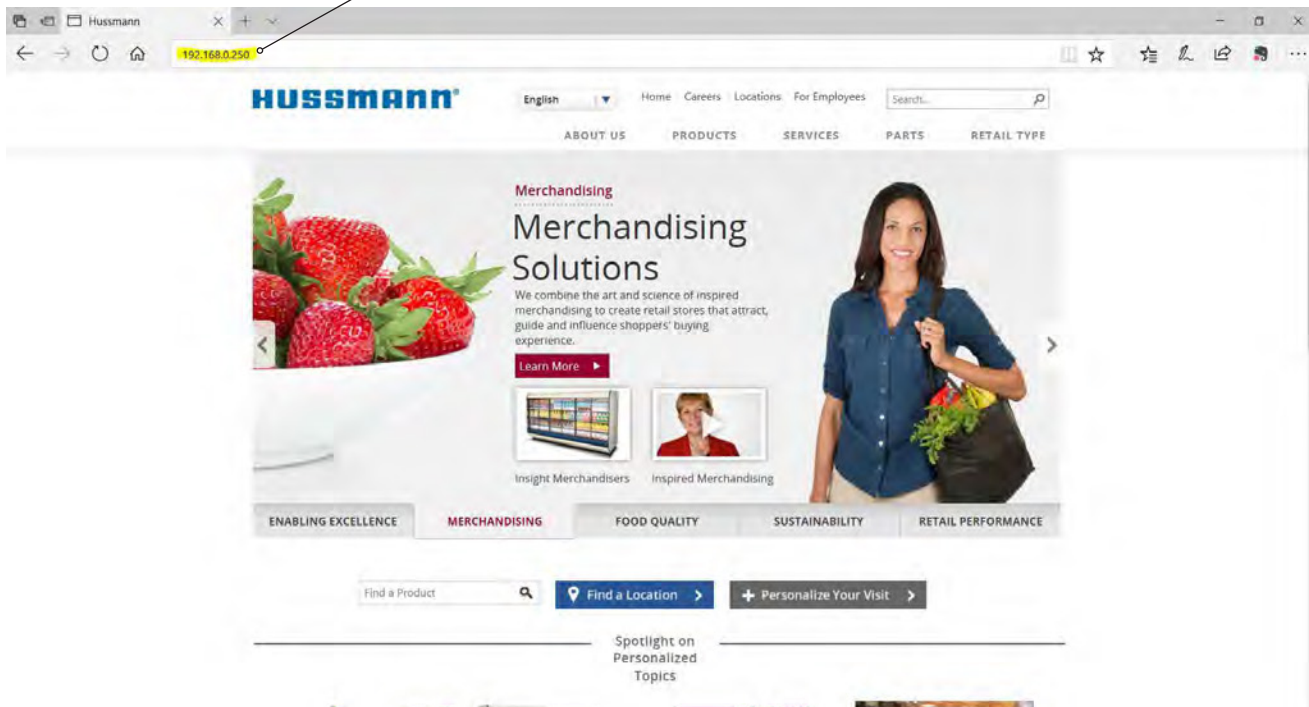 Hussmann
192.168.0.250
HUSSMANN®
English
Home Careers Locations For Employees
Search...
ABOUT US PRODUCTS SERVICES PARTS RETAIL TYPE
Merchandising
Merchandising
Solutions
We combine the art and science of inspired
merchandising to create retail stores that attract,
guide and influence shoppers' buying
experience.
Learn More
Insight Merchandisers Inspired Merchandising
ENABLING EXCELLENCE MERCHANDISING FOOD QUALITY SUSTAINABILITY RETAIL PERFORMANCE
Find a Product
Find a Location
Personalize Your Visit
Spotlight on
Personalized
Topics